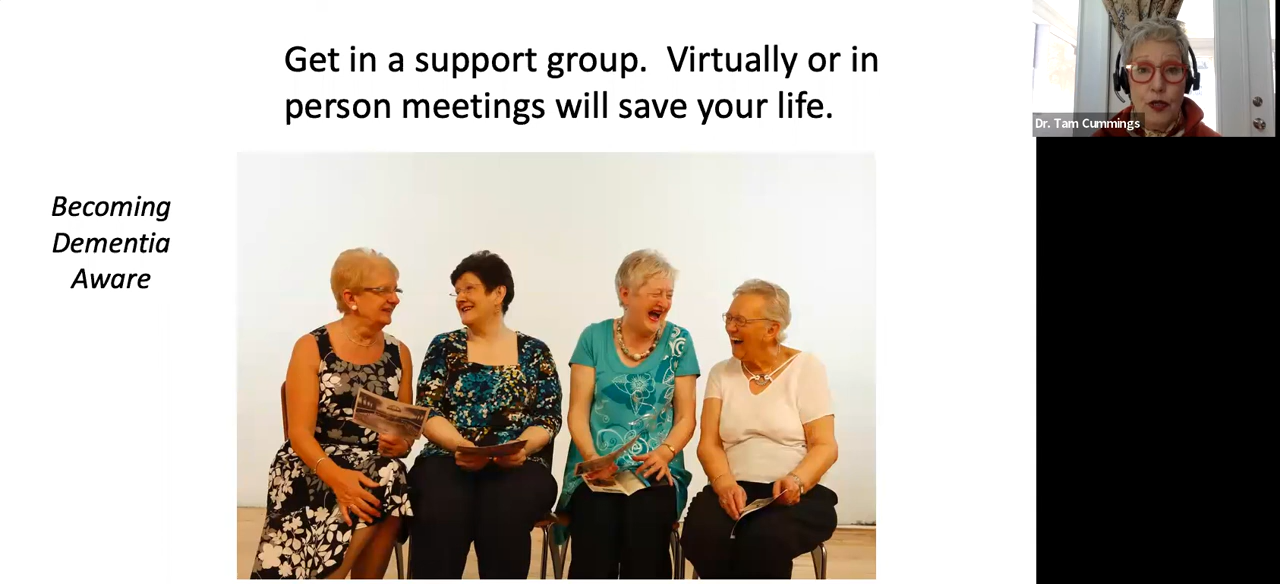 Get in a support group.  Virtually or in
person meetings will save your life.
Dr. Tam Cummings
Becoming
Dementia
Aware